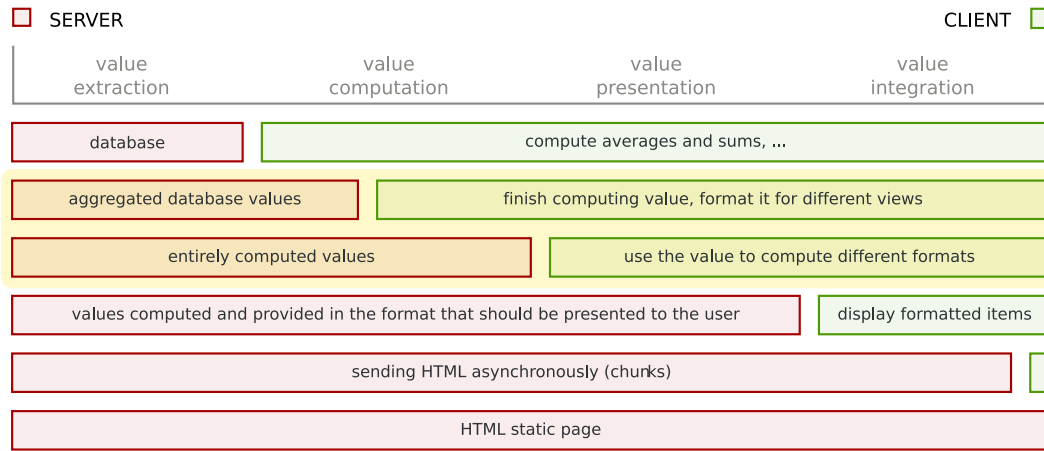 SERVER
CLIENT
value extraction
value computation
value presentation
value integration
database
compute averages and sums, ...
aggregated database values
finish computing value, format it for different views
entirely computed values
use the value to compute different formats
values computed and provided in the format that should be presented to the user
display formatted items
sending HTML asynchronously (chunks)
HTML static page